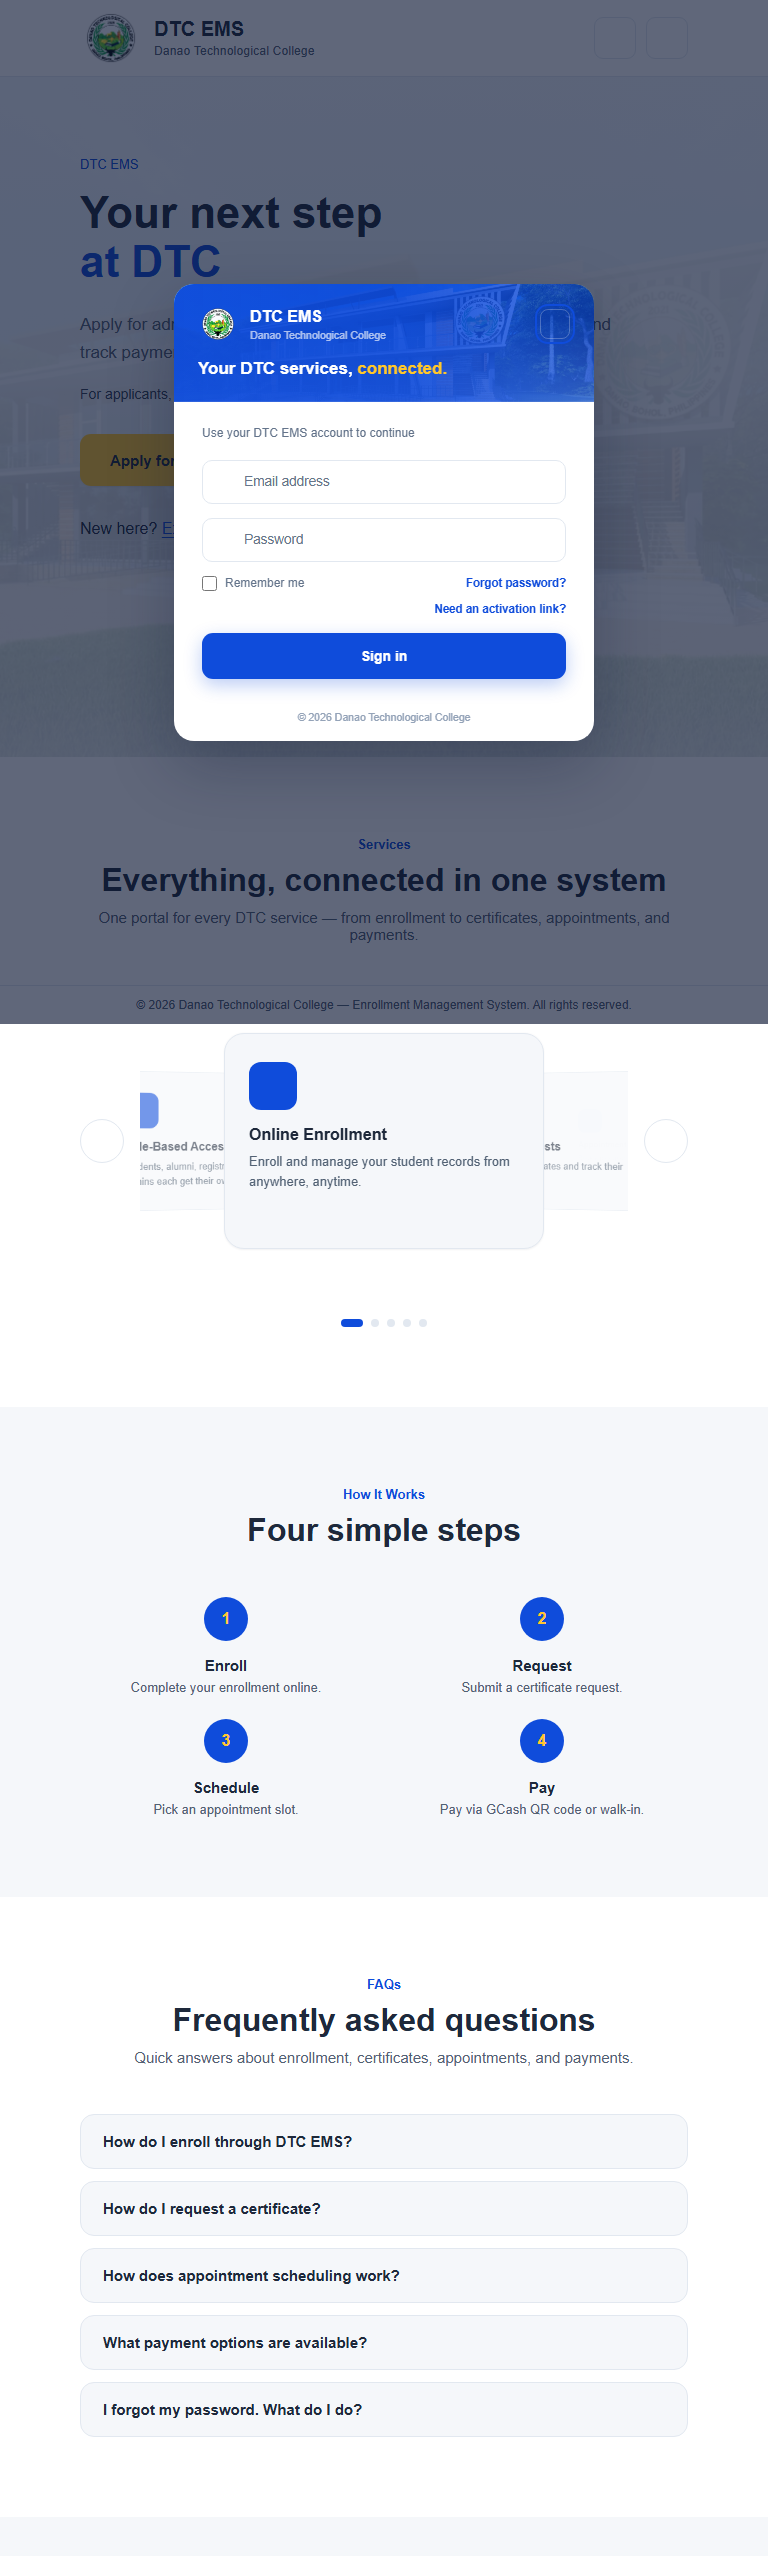 DTC EMS
Danao Technological College
DTC EMS
Your next step
at DTC
Apply for
track
For applicants,
Apply for
New here?
DTC EMS
Danao Technological College
Your DTC services, connected.
Use your DTC EMS account to continue
Email address
Password
Remember me
Forgot password?
Need an activation link?
Sign in
© 2026 Danao Technological College
Services
Everything, connected in one system
One portal for every DTC service — from enrollment to certificates, appointments, and
payments.
© 2026 Danao Technological College — Enrollment Management System. All rights reserved.
Online Enrollment
Enroll and manage your student records from
anywhere, anytime.
alumni,
each get their
and track their
How It Works
Four simple steps
1
Enroll
Complete your enrollment online.
2
Request
Submit a certificate request.
3
Schedule
Pick an appointment slot.
4
Pay
Pay via GCash QR code or walk-in.
FAQs
Frequently asked questions
Quick answers about enrollment, certificates, appointments, and payments.
How do I enroll through DTC EMS?
How do I request a certificate?
How does appointment scheduling work?
What payment options are available?
I forgot my password. What do I do?